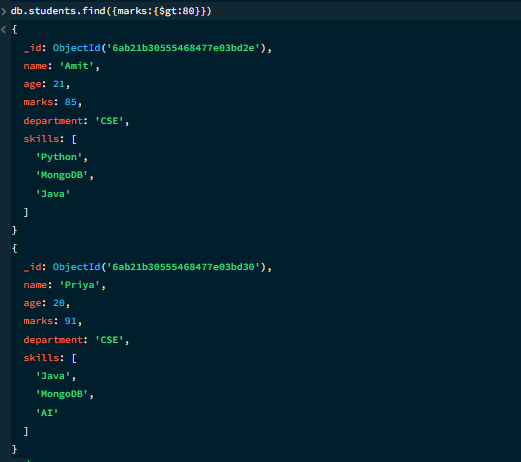 db.students.find({marks:{$gt:80}})
{
  _id: ObjectId('6ab21b30555468477e03bd2e'),
  name: 'Amit',
  age: 21,
  marks: 85,
  department: 'CSE',
  skills: [
    'Python',
    'MongoDB',
    'Java'
  ]
}
{
  _id: ObjectId('6ab21b30555468477e03bd30'),
  name: 'Priya',
  age: 20,
  marks: 91,
  department: 'CSE',
  skills: [
    'Java',
    'MongoDB',
    'AI'
  ]
}